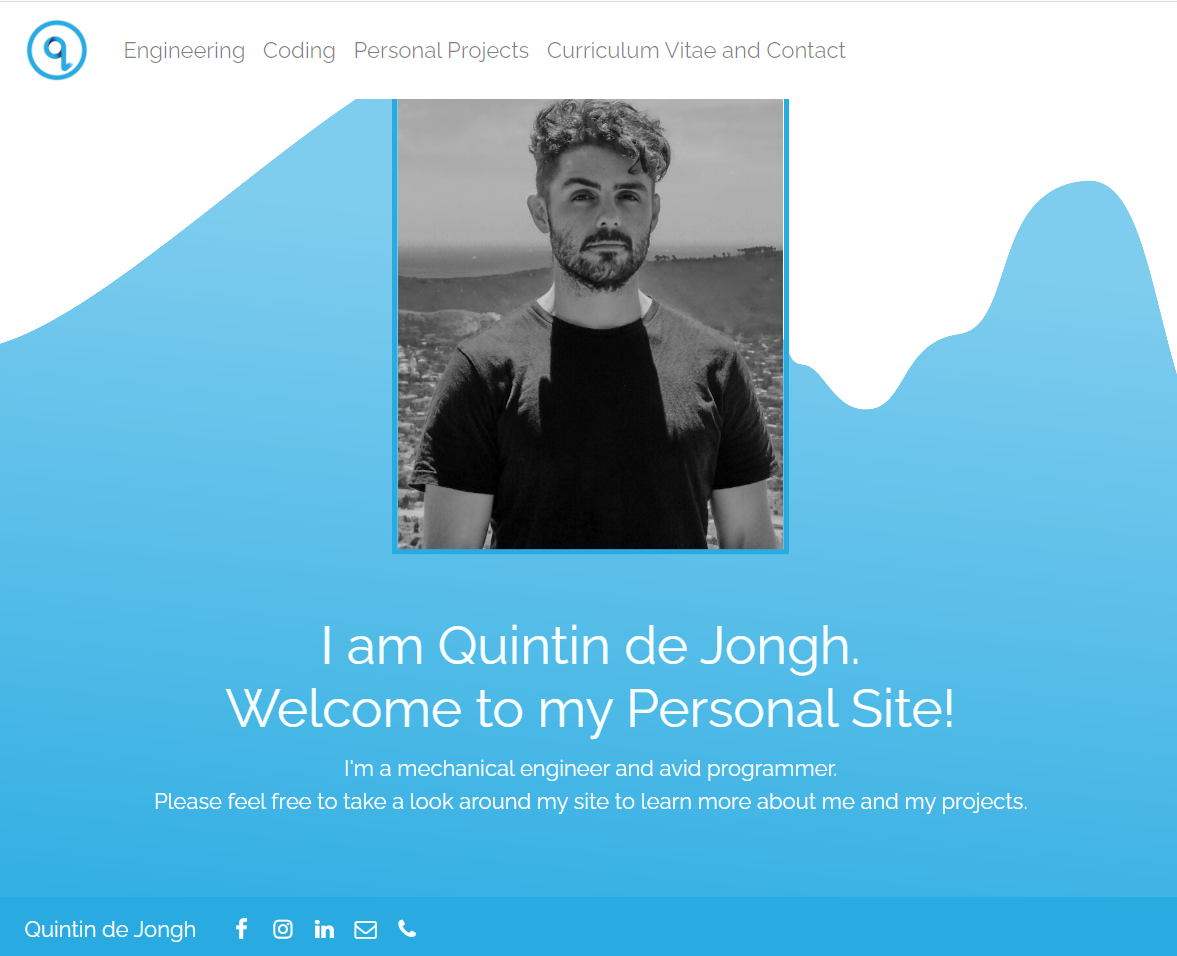 Engineering Coding Personal Projects Curriculum Vitae and Contact
I am Quintin de Jongh.
Welcome to my Personal Site!
I'm a mechanical engineer and avid programmer.
Please feel free to take a look around my site to learn more about me and my projects.
Quintin de Jongh